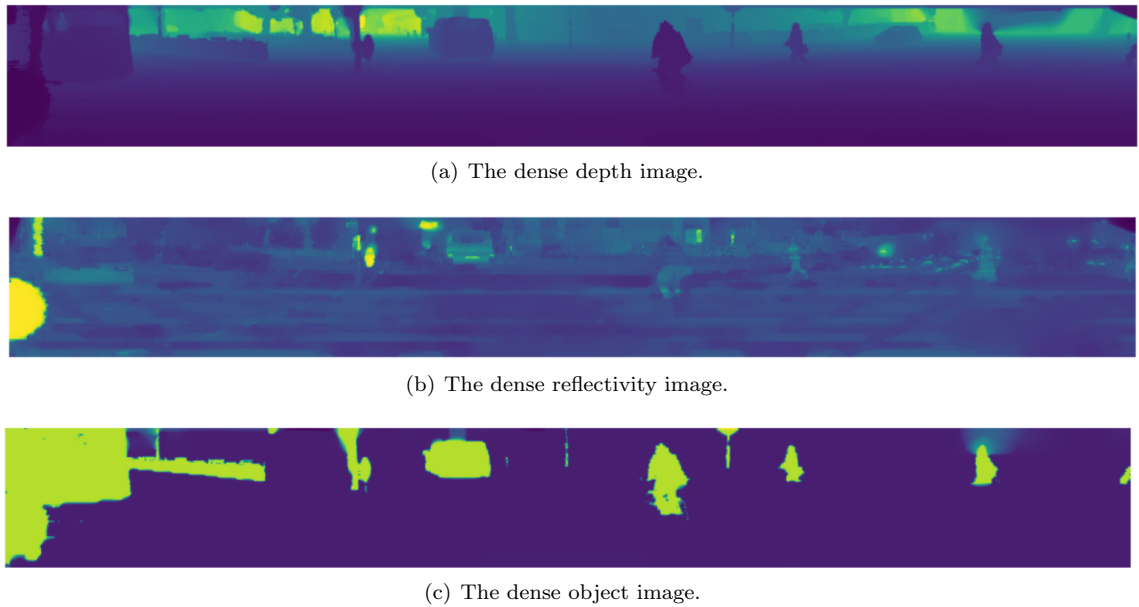 (a) The dense depth image.
(b) The dense reflectivity image.
(c) The dense object image.